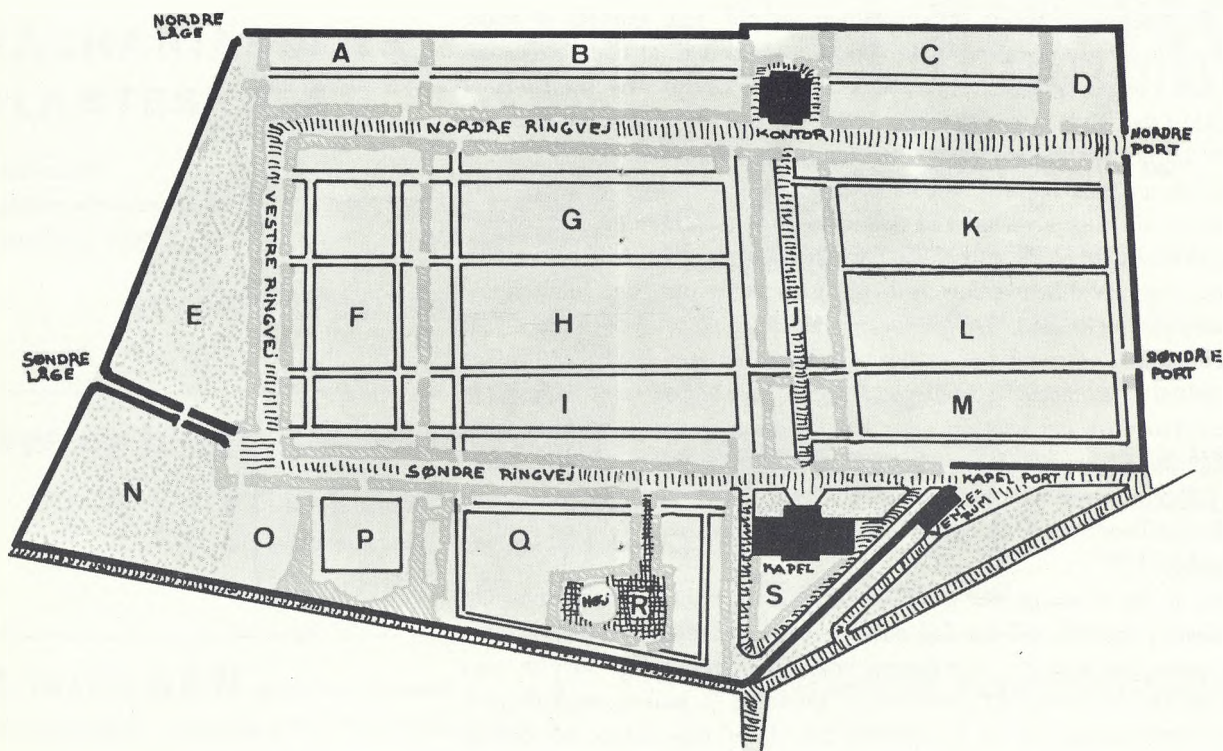 NORDRE
LÅGE
A
B
C
D
NORDRE RINGVEJ
KONTOR
NORDRE
PORT
VESTRE RINGVEJ
G
K
E
F
H
J
L
SØNDRE
LÅGE
SØNDRE
PORT
I
M
SØNDRE RINGVEJ
KAPEL PORT
N
VENTE-
RUM
O
P
Q
KAPEL
HØJ
R
S